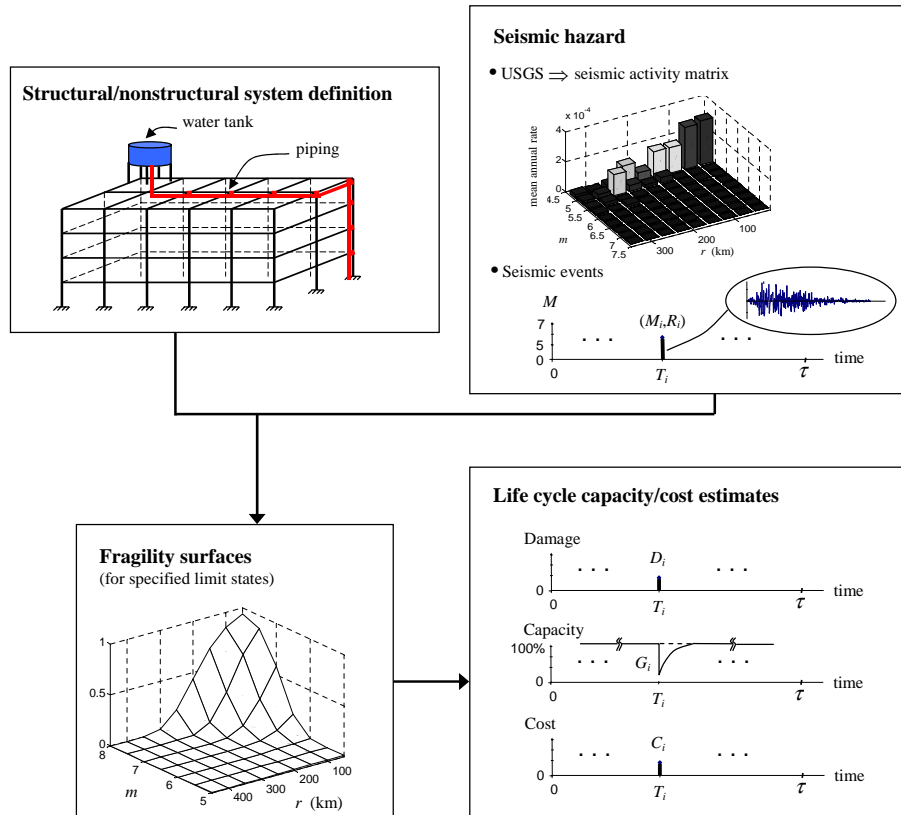 Structural/nonstructural system definition
water tank
piping
Seismic hazard
• USGS ⇒ seismic activity matrix
x 10⁻⁴
4
2
0
mean annual rate
4.5
5
5.5
6
6.5
7
7.5
m
300
200
100
r (km)
• Seismic events
M
7
5
0
0
. . .
(Mᵢ,Rᵢ)
. . .
Tᵢ
τ
time
Fragility surfaces
(for specified limit states)
1
0.5
0
8
7
6
5
m
400
300
200
100
r (km)
Life cycle capacity/cost estimates
Damage
. . .
Dᵢ
. . .
0
0
Tᵢ
τ
time
Capacity
100%
. . .
Gᵢ
. . .
0
0
Tᵢ
τ
time
Cost
. . .
Cᵢ
. . .
0
0
Tᵢ
τ
time